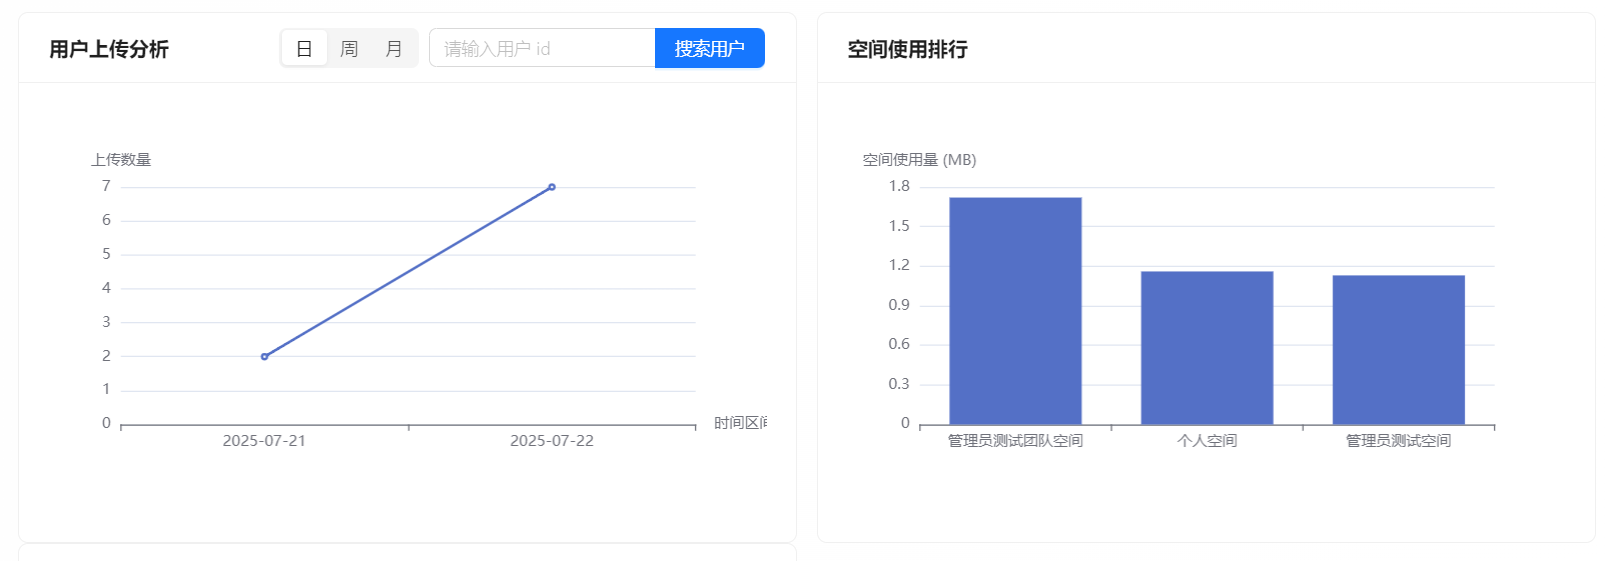 用户上传分析
日 周 月
请输入用户 id
搜索用户
上传数量
7
6
5
4
3
2
1
0
2025-07-21
2025-07-22
时间区
空间使用排行
空间使用量 (MB)
1.8
1.5
1.2
0.9
0.6
0.3
0
管理员测试团队空间
个人空间
管理员测试空间